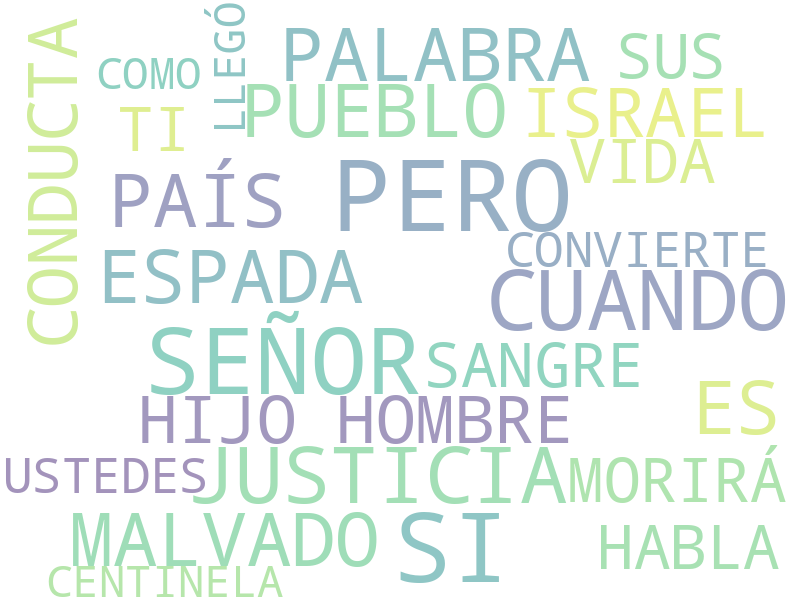 LLEGÓ
CONDUCTA
PALABRA
SUS
COMO
PUEBLO
ISRAEL
TI
VIDA
PERO
PAÍS
CONVIERTE
ESPADA
CUANDO
SEÑOR
SANGRE
ES
HIJO HOMBRE
JUSTICIA
MORIRÁ
USTEDES
MALVADO
SI
HABLA
CENTINELA